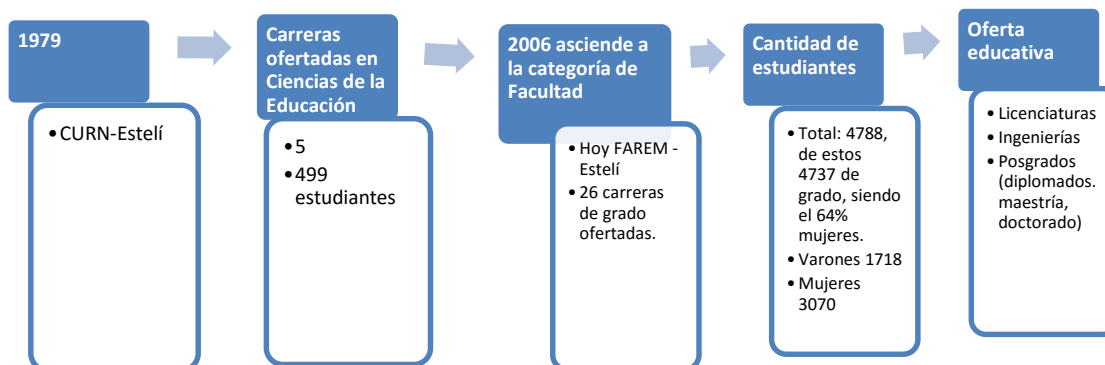 1979
• CURN-Estelí
Carreras
ofertadas en
Ciencias de la
Educación
• 5
• 499
estudiantes
2006 asciende a
la categoría de
Facultad
• Hoy FAREM -
Estelí
• 26 carreras
de grado
ofertadas.
Cantidad de
estudiantes
• Total: 4788,
de estos
4737 de
grado, siendo
el 64%
mujeres.
• Varones 1718
• Mujeres
3070
Oferta
educativa
• Licenciaturas
• Ingenierías
• Posgrados
(diplomados.
maestría,
doctorado)